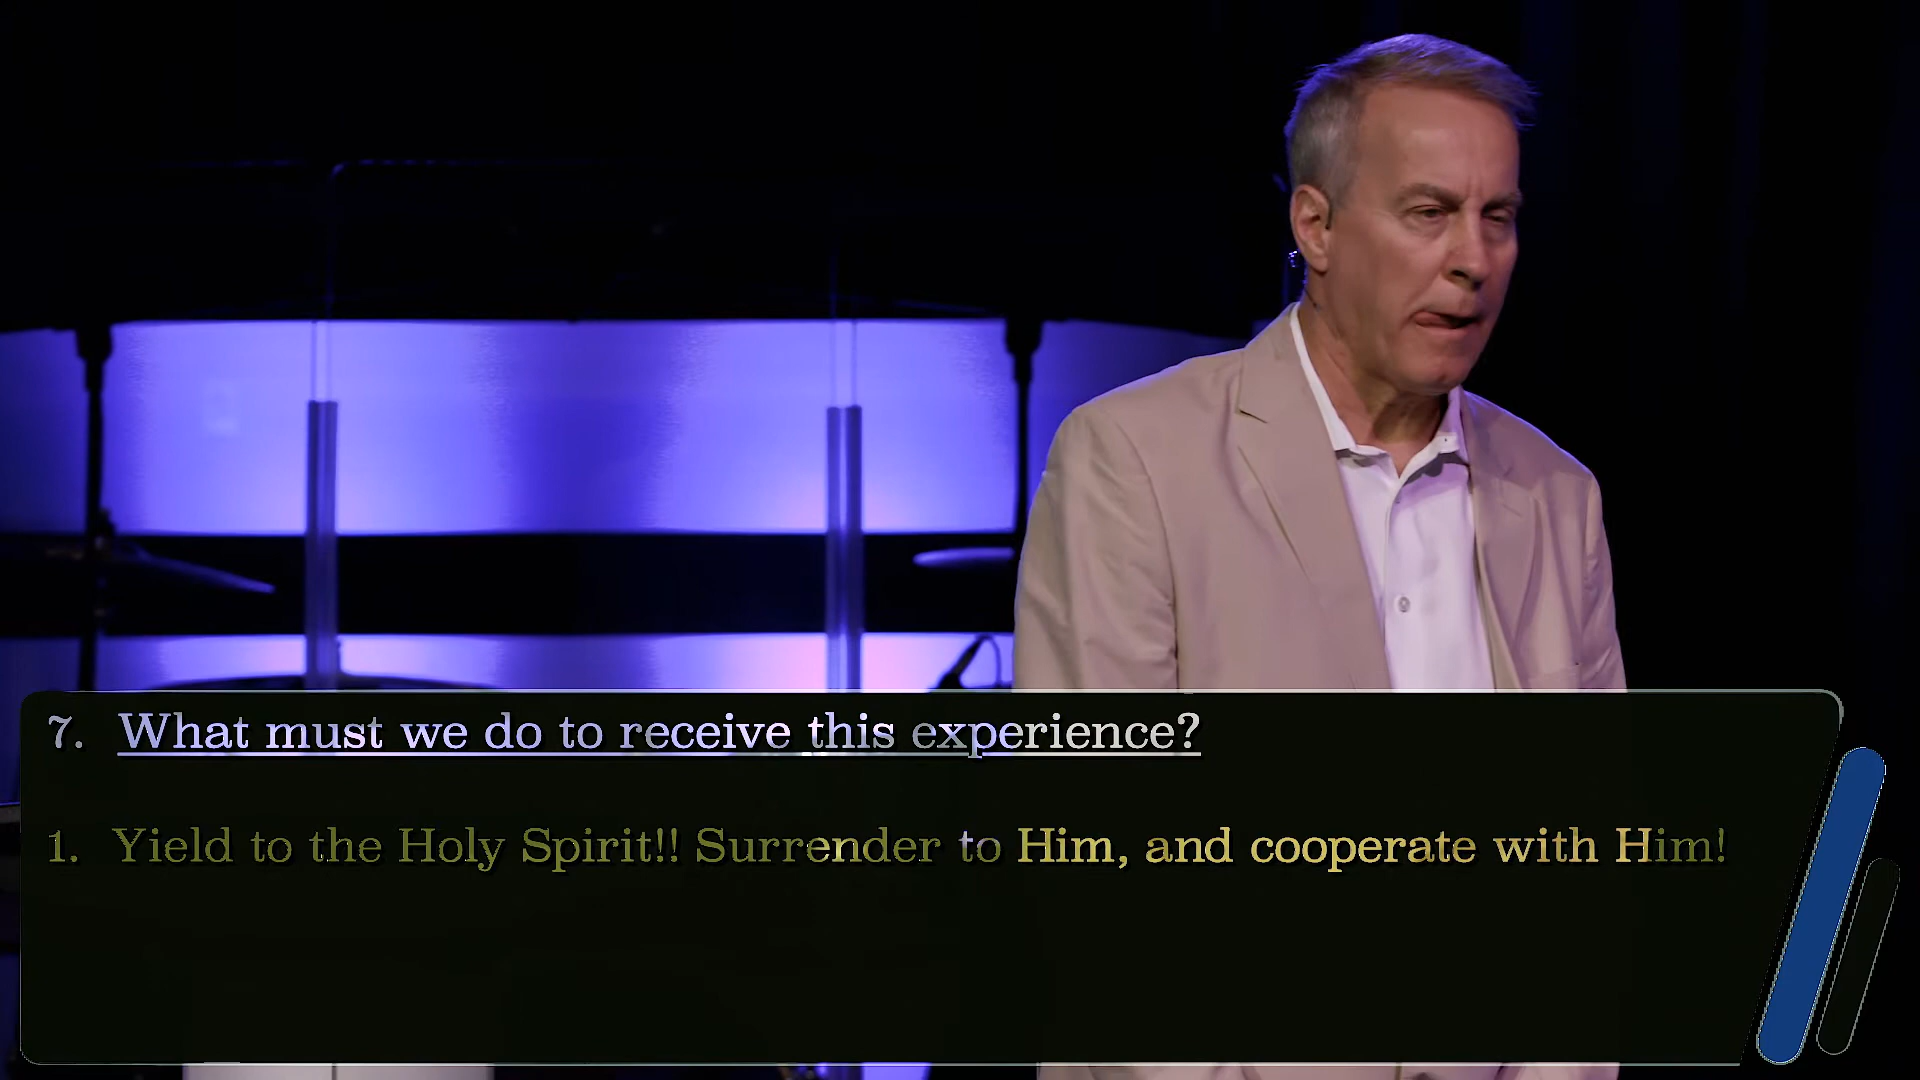 7. What must we do to receive this experience?
1. Yield to the Holy Spirit!! Surrender to Him, and cooperate with Him!